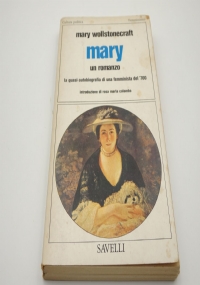 mary wollstonecraft
mary
un romanzo
la quasi autobiografia di una femminista del '700
introduzione di rosa maria colombo
SAVELLI